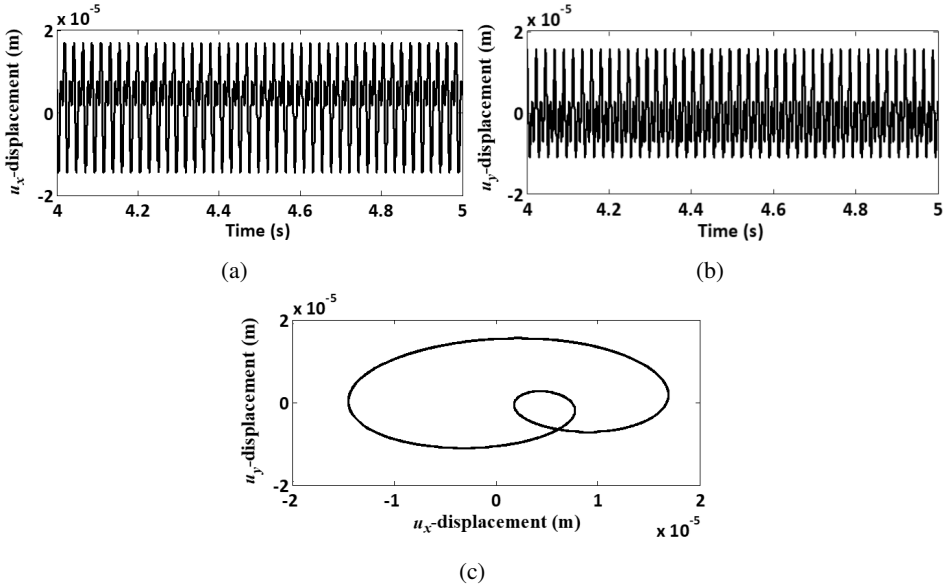 x 10^-5
2
0
-2
u_x-displacement (m)
4 4.2 4.4 4.6 4.8 5
Time (s)
(a)
x 10^-5
2
0
-2
u_y-displacement (m)
4 4.2 4.4 4.6 4.8 5
Time (s)
(b)
x 10^-5
2
0
-2
u_y-displacement (m)
-2 -1 0 1 2
u_x-displacement (m)
x 10^-5
(c)